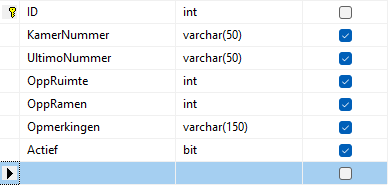 ID int
KamerNummer varchar(50)
UltimoNummer varchar(50)
OppRuimte int
OppRamen int
Opmerkingen varchar(150)
Actief bit